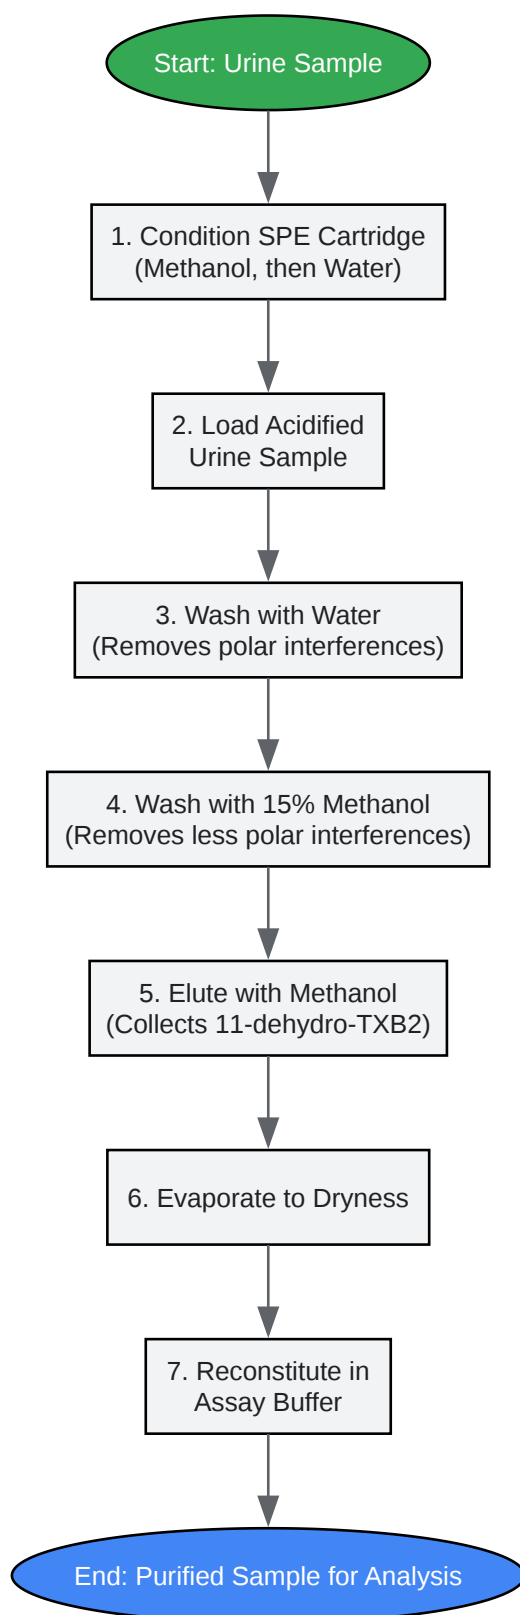 Start: Urine Sample
1. Condition SPE Cartridge
(Methanol, then Water)
2. Load Acidified
Urine Sample
3. Wash with Water
(Removes polar interferences)
4. Wash with 15% Methanol
(Removes less polar interferences)
5. Elute with Methanol
(Collects 11-dehydro-TXB2)
6. Evaporate to Dryness
7. Reconstitute in
Assay Buffer
End: Purified Sample for Analysis